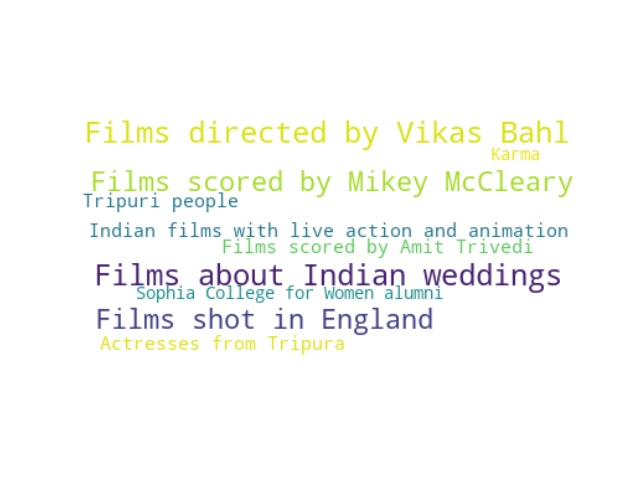 Films directed by Vikas Bahl
Karma
Films scored by Mikey McCleary
Tripuri people
Indian films with live action and animation
Films scored by Amit Trivedi
Films about Indian weddings
Sophia College for Women alumni
Films shot in England
Actresses from Tripura